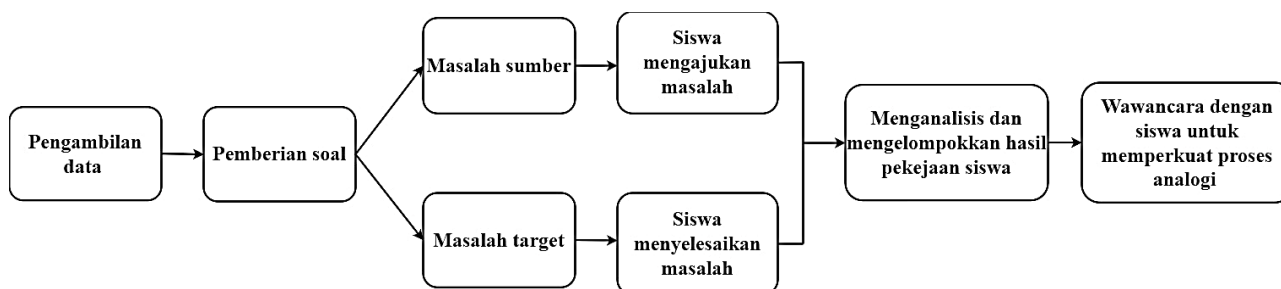 Pengambilan
data
Pemberian soal
Masalah sumber
Siswa
mengajukan
masalah
Masalah target
Siswa
menyelesaikan
masalah
Menganalisis dan
mengelompokkan hasil
pekejaan siswa
Wawancara dengan
siswa untuk
memperkuat proses
analogi